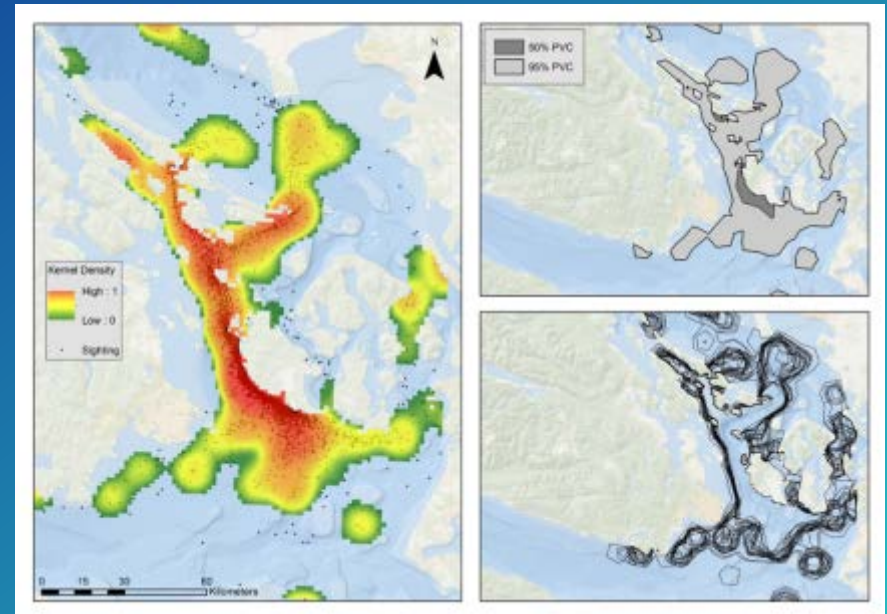 N
Kernel Density
High : 1
Low : 0
Sighting
0 15 30 60
Kilometers
50% PVC
95% PVC